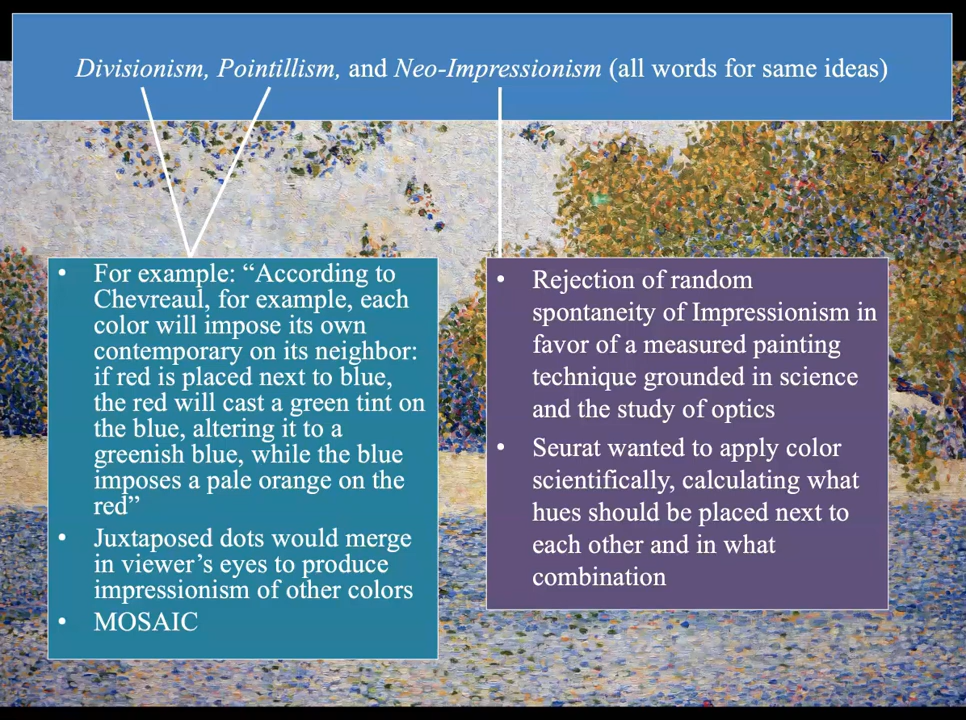 Divisionism, Pointillism, and Neo-Impressionism (all words for same ideas)
• For example: “According to
Chevreaul, for example, each
color will impose its own
contemporary on its neighbor:
if red is placed next to blue,
the red will cast a green tint on
the blue, altering it to a
greenish blue, while the blue
imposes a pale orange on the
red”
• Juxtaposed dots would merge
in viewer’s eyes to produce
impressionism of other colors
• MOSAIC
• Rejection of random
spontaneity of Impressionism in
favor of a measured painting
technique grounded in science
and the study of optics
• Seurat wanted to apply color
scientifically, calculating what
hues should be placed next to
each other and in what
combination